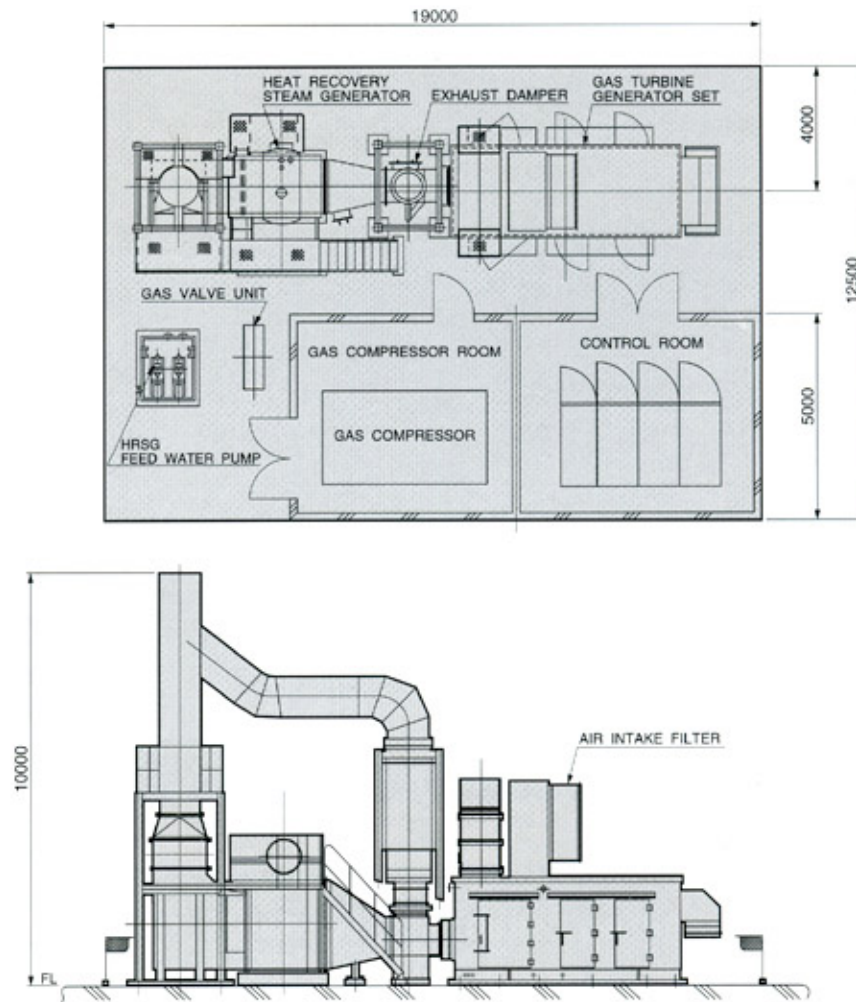 19000
HEAT RECOVERY
STEAM GENERATOR
EXHAUST DAMPER
GAS TURBINE
GENERATOR SET
4000
12500
GAS VALVE UNIT
GAS COMPRESSOR ROOM
CONTROL ROOM
5000
GAS COMPRESSOR
HRSG
FEED WATER PUMP
10000
AIR INTAKE FILTER
FL